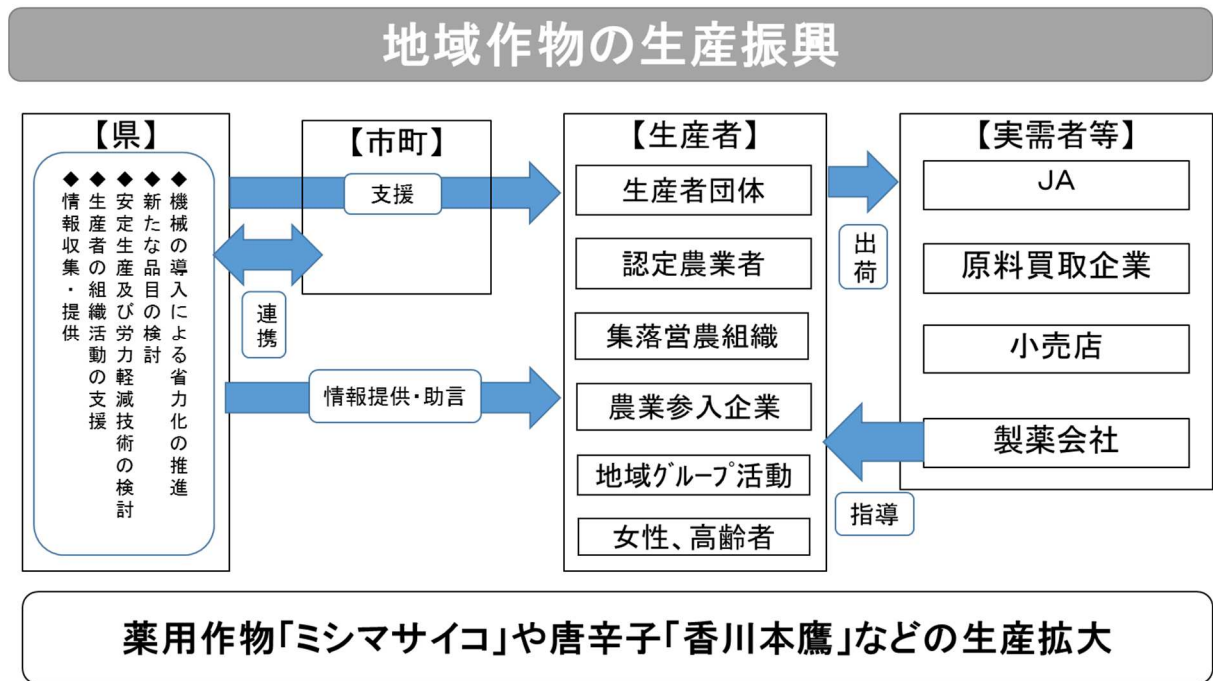 地域作物の生産振興
【県】
◆機械の導入による省力化の推進
◆新たな品目の検討
◆安定生産及び労力軽減技術の検討
◆生産者の組織活動の支援
◆情報収集・提供
【市町】
支援
連携
情報提供・助言
【生産者】
生産者団体
認定農業者
集落営農組織
農業参入企業
地域グループ活動
女性、高齢者
出荷
指導
【実需者等】
JA
原料買取企業
小売店
製薬会社
薬用作物「ミシマサイコ」や唐辛子「香川本鷹」などの生産拡大